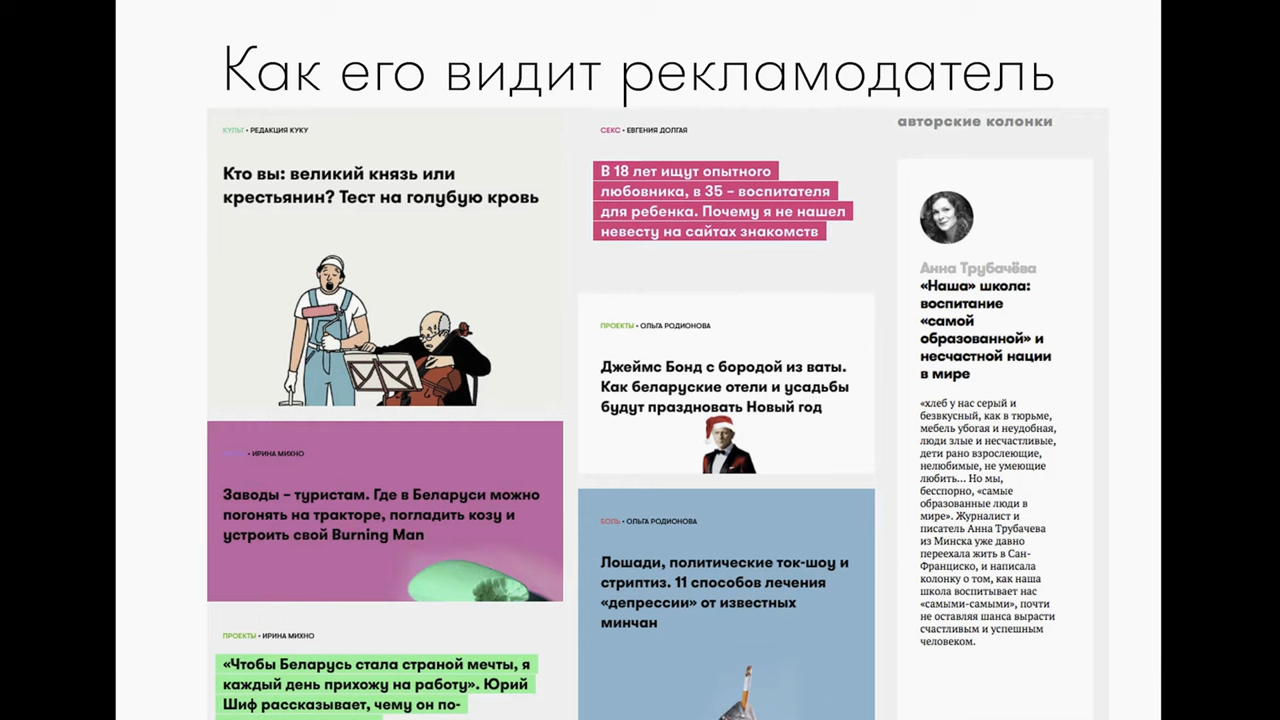 Как его видит рекламодатель
КУЛЬТ • РЕДАКЦИЯ КУКУ
Кто вы: великий князь или
крестьянин? Тест на голубую кровь
• ИРИНА МИХНО
Заводы – туристам. Где в Беларуси можно
погонять на тракторе, погладить козу и
устроить свой Burning Man
ПРОЕКТЫ • ИРИНА МИХНО
«Чтобы Беларусь стала страной мечты, я
каждый день прихожу на работу». Юрий
Шиф рассказывает, чему он по-
СЕКС • ЕВГЕНИЯ ДОЛГАЯ
В 18 лет ищут опытного
любовника, в 35 – воспитателя
для ребенка. Почему я не нашел
невесту на сайтах знакомств
ПРОЕКТЫ • ОЛЬГА РОДИОНОВА
Джеймс Бонд с бородой из ваты.
Как беларуские отели и усадьбы
будут праздновать Новый год
БОЛЬ • ОЛЬГА РОДИОНОВА
Лошади, политические ток-шоу и
стриптиз. 11 способов лечения
«депрессии» от известных
минчан
авторские колонки
Анна Трубачёва
«Наша» школа:
воспитание
«самой
образованной» и
несчастной нации
в мире
«хлеб у нас серый и
безвкусный, как в тюрьме,
мебель убогая и неудобная,
люди злые и несчастливые,
дети рано взрослеющие,
нелюбимые, не умеющие
любить... Но мы,
бесспорно, «самые
образованные люди в
мире». Журналист и
писатель Анна Трубачева
из Минска уже давно
переехала жить в Сан-
Франциско, и написала
колонку о том, как наша
школа воспитывает нас
«самыми-самыми», почти
не оставляя шанса вырасти
счастливым и успешным
человеком.